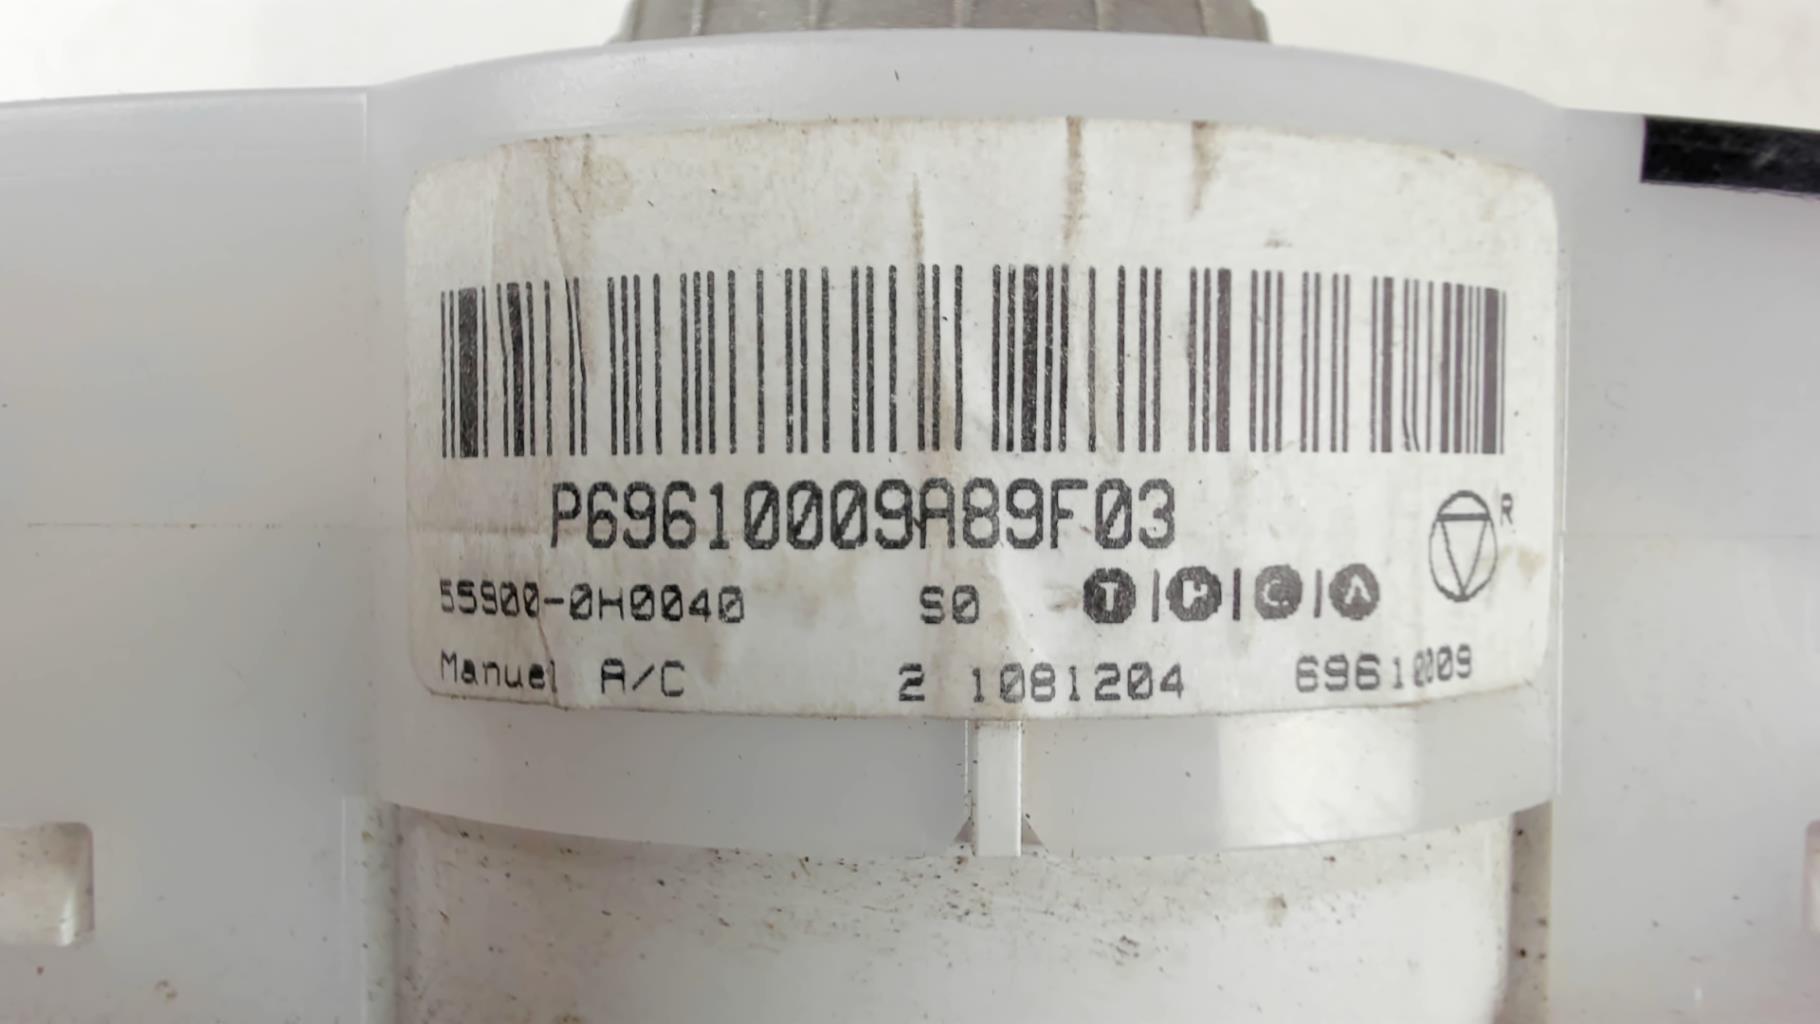 P69610009A89F03
R
55900-0H0040 S0 T|H|C|A
Manuel A/C 2 1081204 69610009